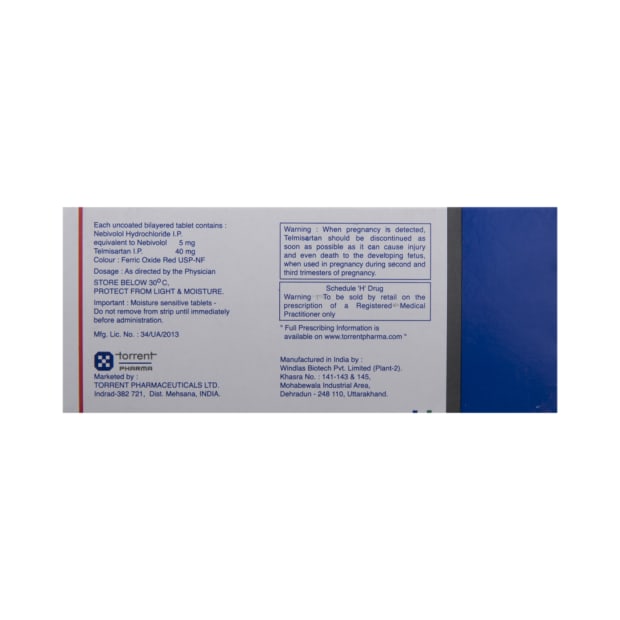 Each uncoated bilayered tablet contains :
Nebivolol Hydrochloride I.P.
equivalent to Nebivolol 5 mg
Telmisartan I.P. 40 mg
Colour : Ferric Oxide Red USP-NF
Dosage : As directed by the Physician
STORE BELOW 30°C,
PROTECT FROM LIGHT & MOISTURE.
Important : Moisture sensitive tablets -
Do not remove from strip until immediately
before administration.
Mfg. Lic. No. : 34/UA/2013
torrent
PHARMA
Marketed by :
TORRENT PHARMACEUTICALS LTD.
Indrad-382 721, Dist. Mehsana, INDIA.
Warning : When pregnancy is detected,
Telmisartan should be discontinued as
soon as possible as it can cause injury
and even death to the developing fetus,
when used in pregnancy during second and
third trimesters of pregnancy.
Schedule 'H' Drug
Warning : To be sold by retail on the
prescription of a Registered Medical
Practitioner only
" Full Prescribing Information is
available on www.torrentpharma.com "
Manufactured in India by :
Windlas Biotech Pvt. Limited (Plant-2).
Khasra No. : 141-143 & 145,
Mohabewala Industrial Area,
Dehradun - 248 110, Uttarakhand.